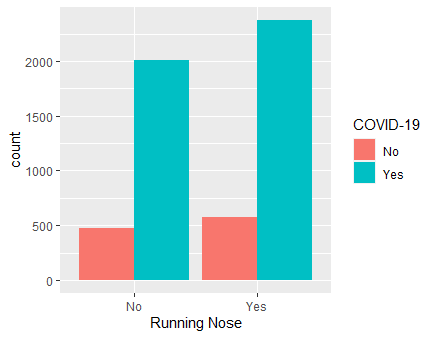 count
2000
1500
1000
500
0
No
Yes
Running Nose
COVID-19
No
Yes